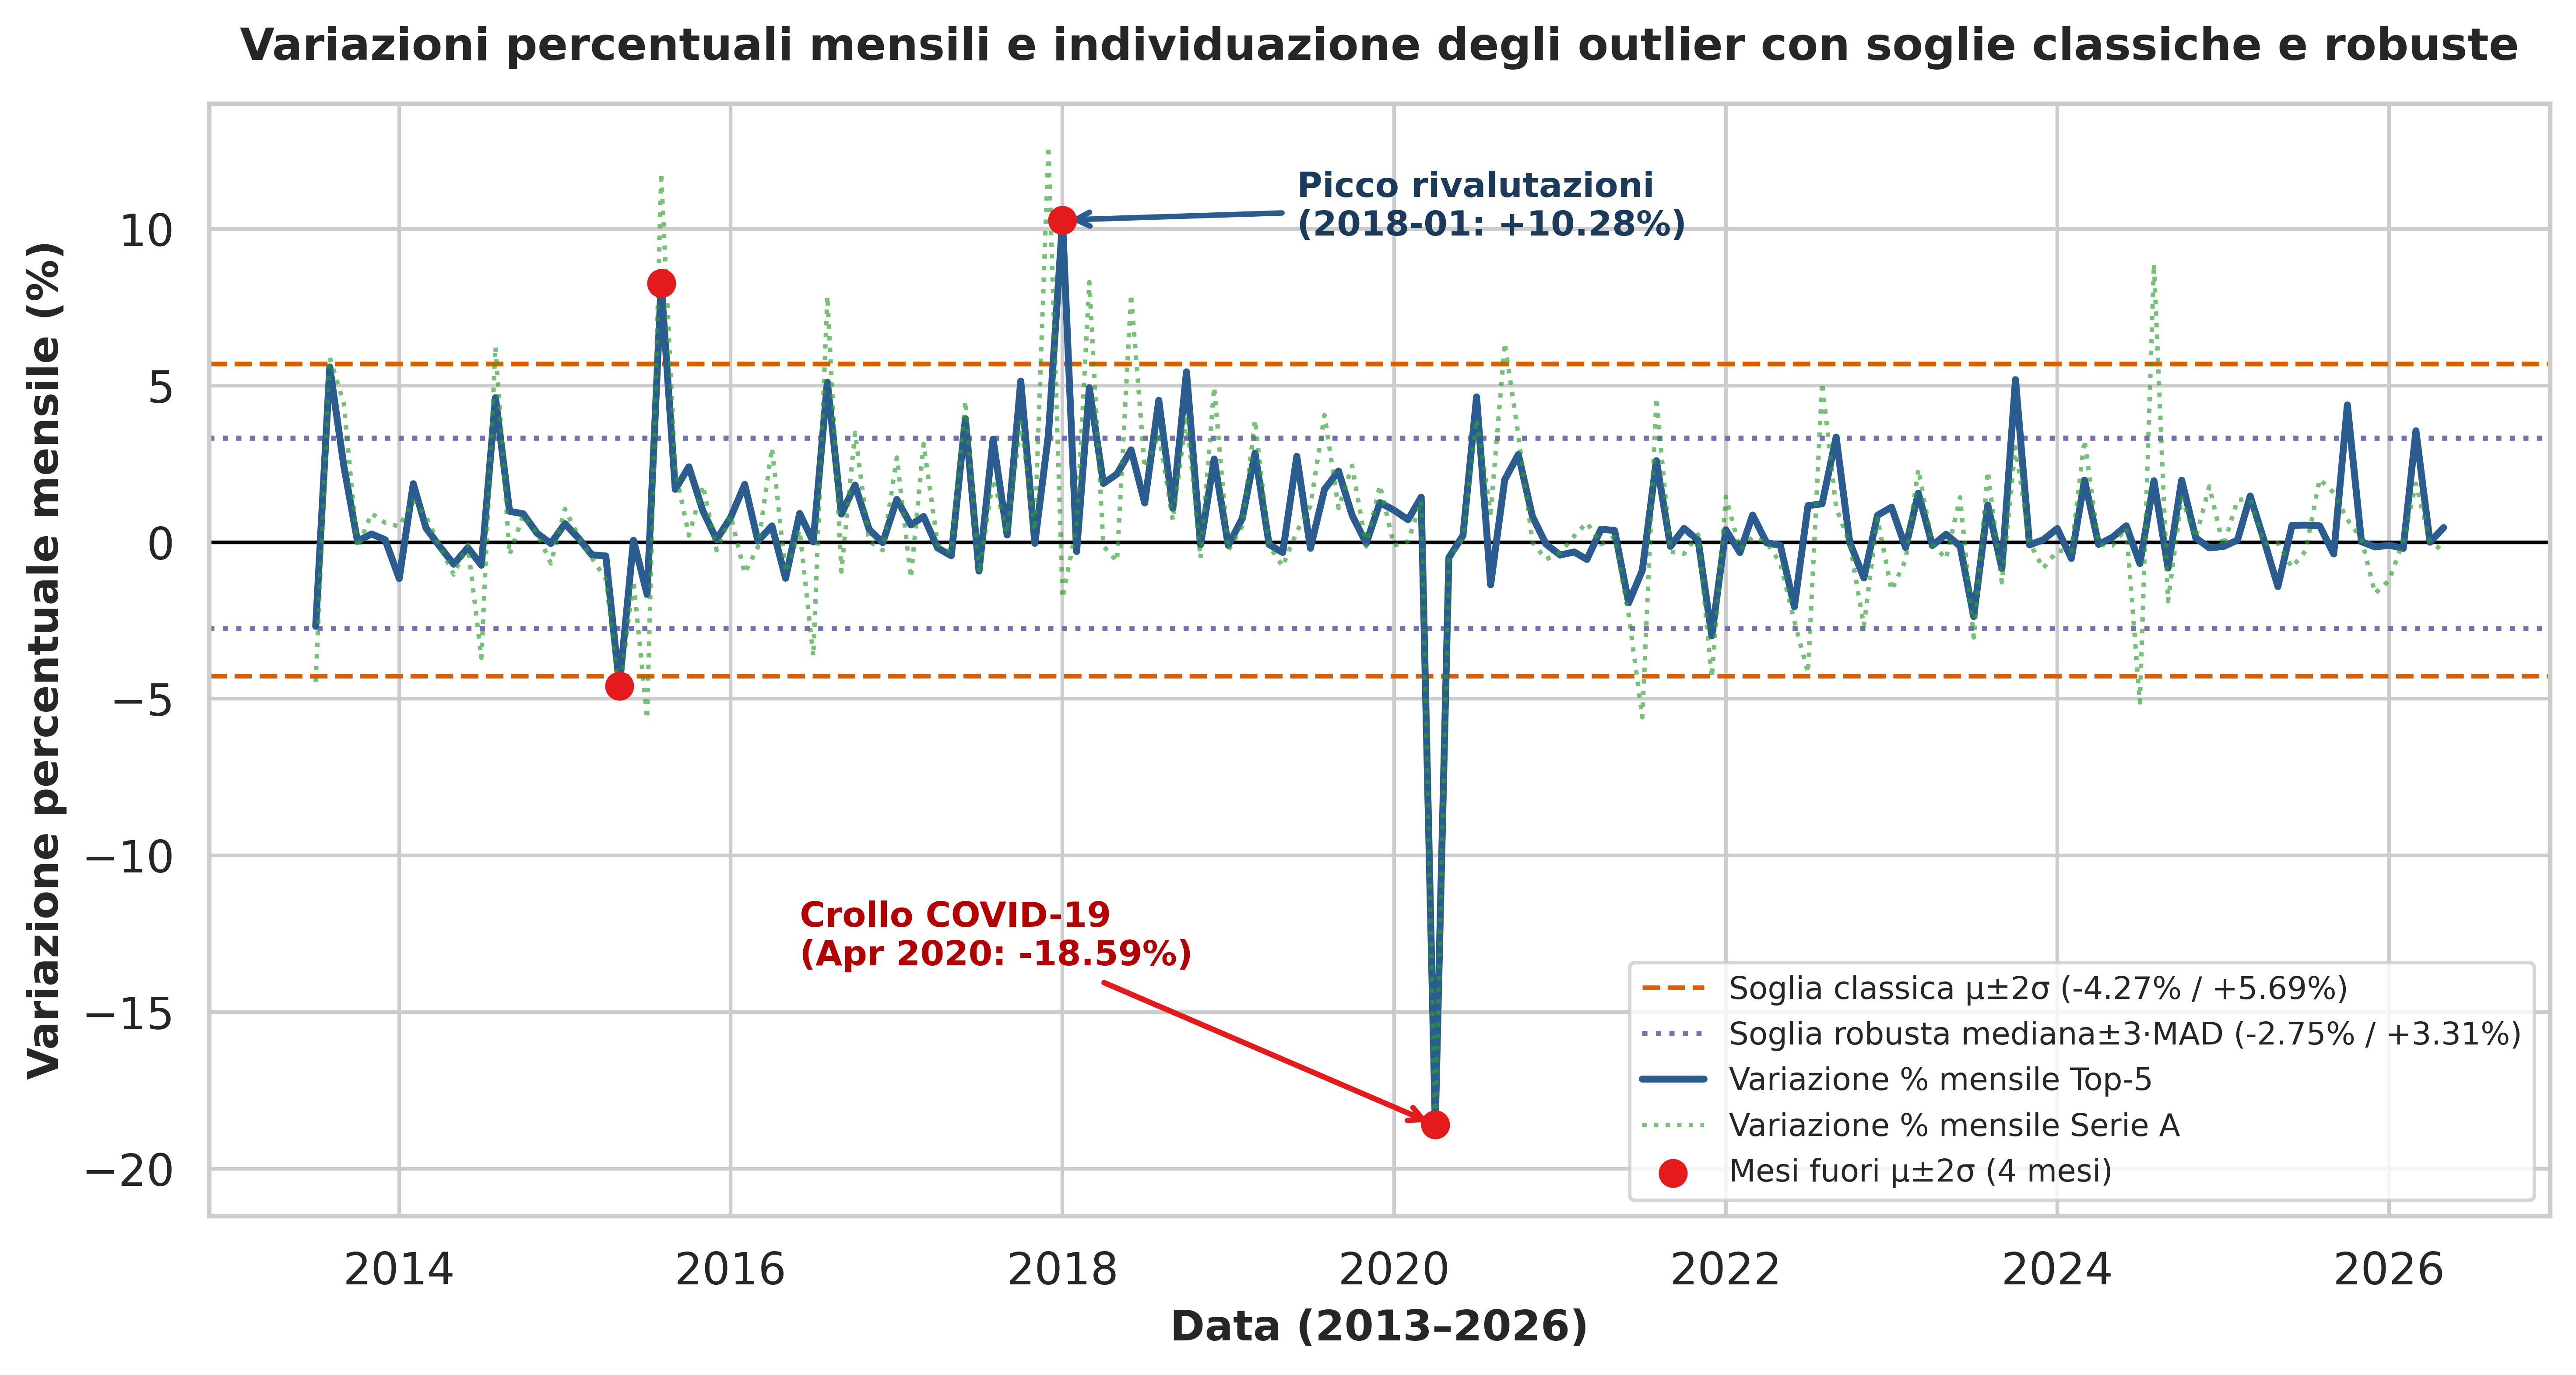 Variazioni percentuali mensili e individuazione degli outlier con soglie classiche e robuste
Variazione percentuale mensile (%)
10
5
0
−5
−10
−15
−20
Picco rivalutazioni
(2018-01: +10.28%)
Crollo COVID-19
(Apr 2020: -18.59%)
Soglia classica μ±2σ (-4.27% / +5.69%)
Soglia robusta mediana±3·MAD (-2.75% / +3.31%)
Variazione % mensile Top-5
Variazione % mensile Serie A
Mesi fuori μ±2σ (4 mesi)
2014 2016 2018 2020 2022 2024 2026
Data (2013–2026)